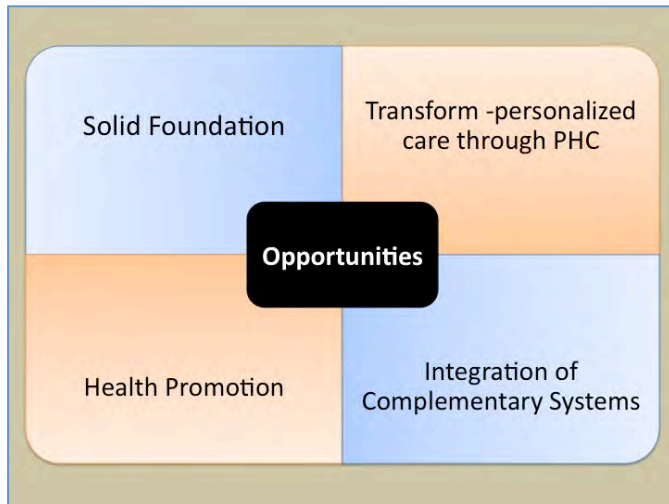 Solid Foundation
Transform -personalized
care through PHC
Opportunities
Health Promotion
Integration of
Complementary Systems